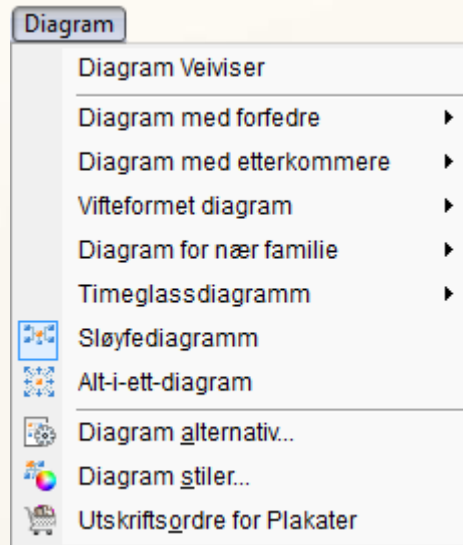 Diagram
Diagram Veiviser
Diagram med forfedre
Diagram med etterkommere
Vifteformet diagram
Diagram for nær familie
Timeglassdiagramm
Sløyfediagramm
Alt-i-ett-diagram
Diagram alternativ...
Diagram stiler...
Utskriftsordre for Plakater